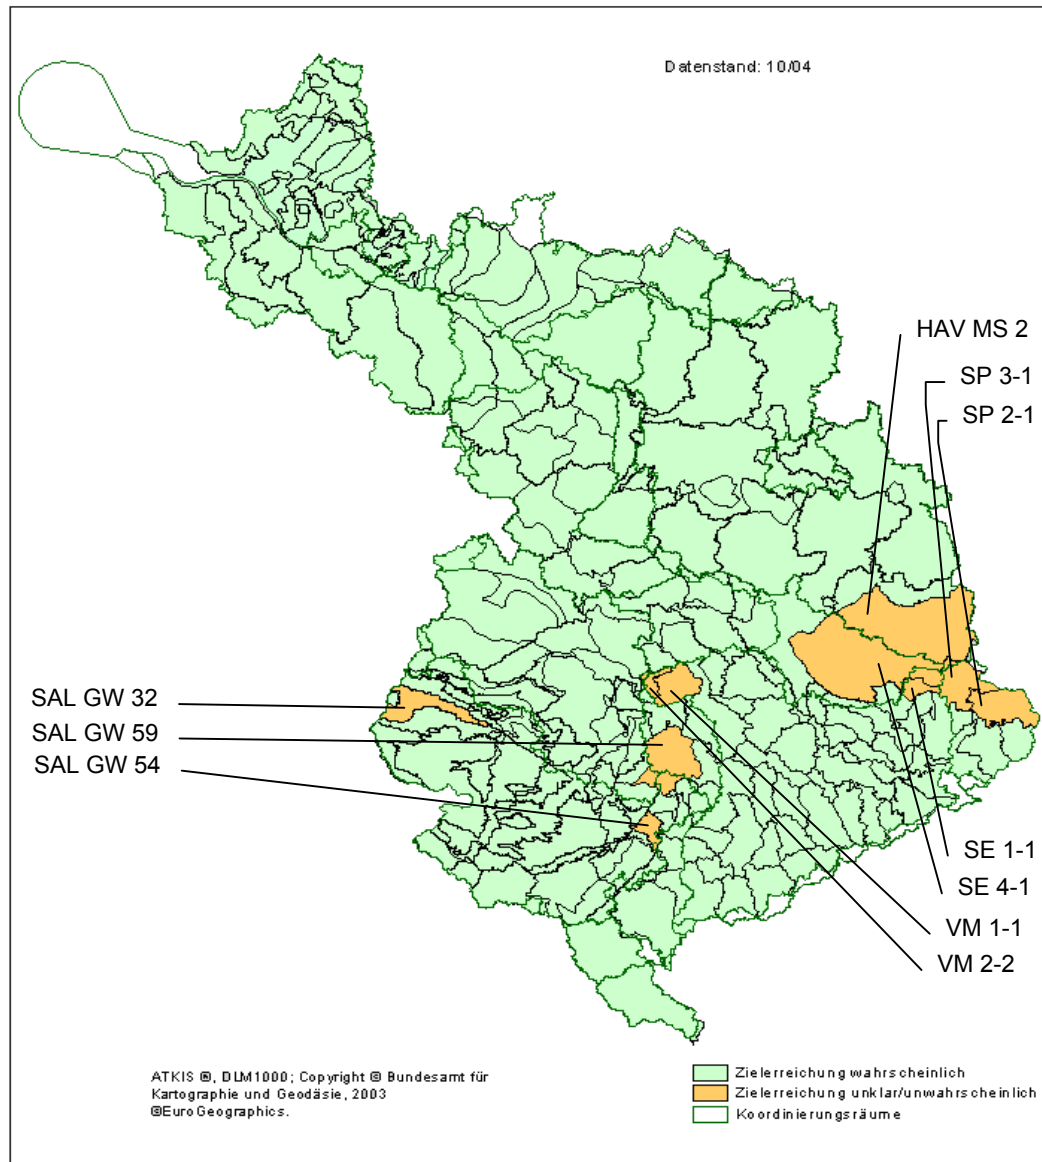 Datenstand: 10/04
HAV MS 2
SP 3-1
SP 2-1
SAL GW 32
SAL GW 59
SAL GW 54
SE 1-1
SE 4-1
VM 1-1
VM 2-2
ATKIS ®, DLM1000; Copyright © Bundesamt für
Kartographie und Geodäsie, 2003
©EuroGeographics.
Zielerreichung wahrscheinlich
Zielerreichung unklar/unwahrscheinlich
Koordinierungsräume